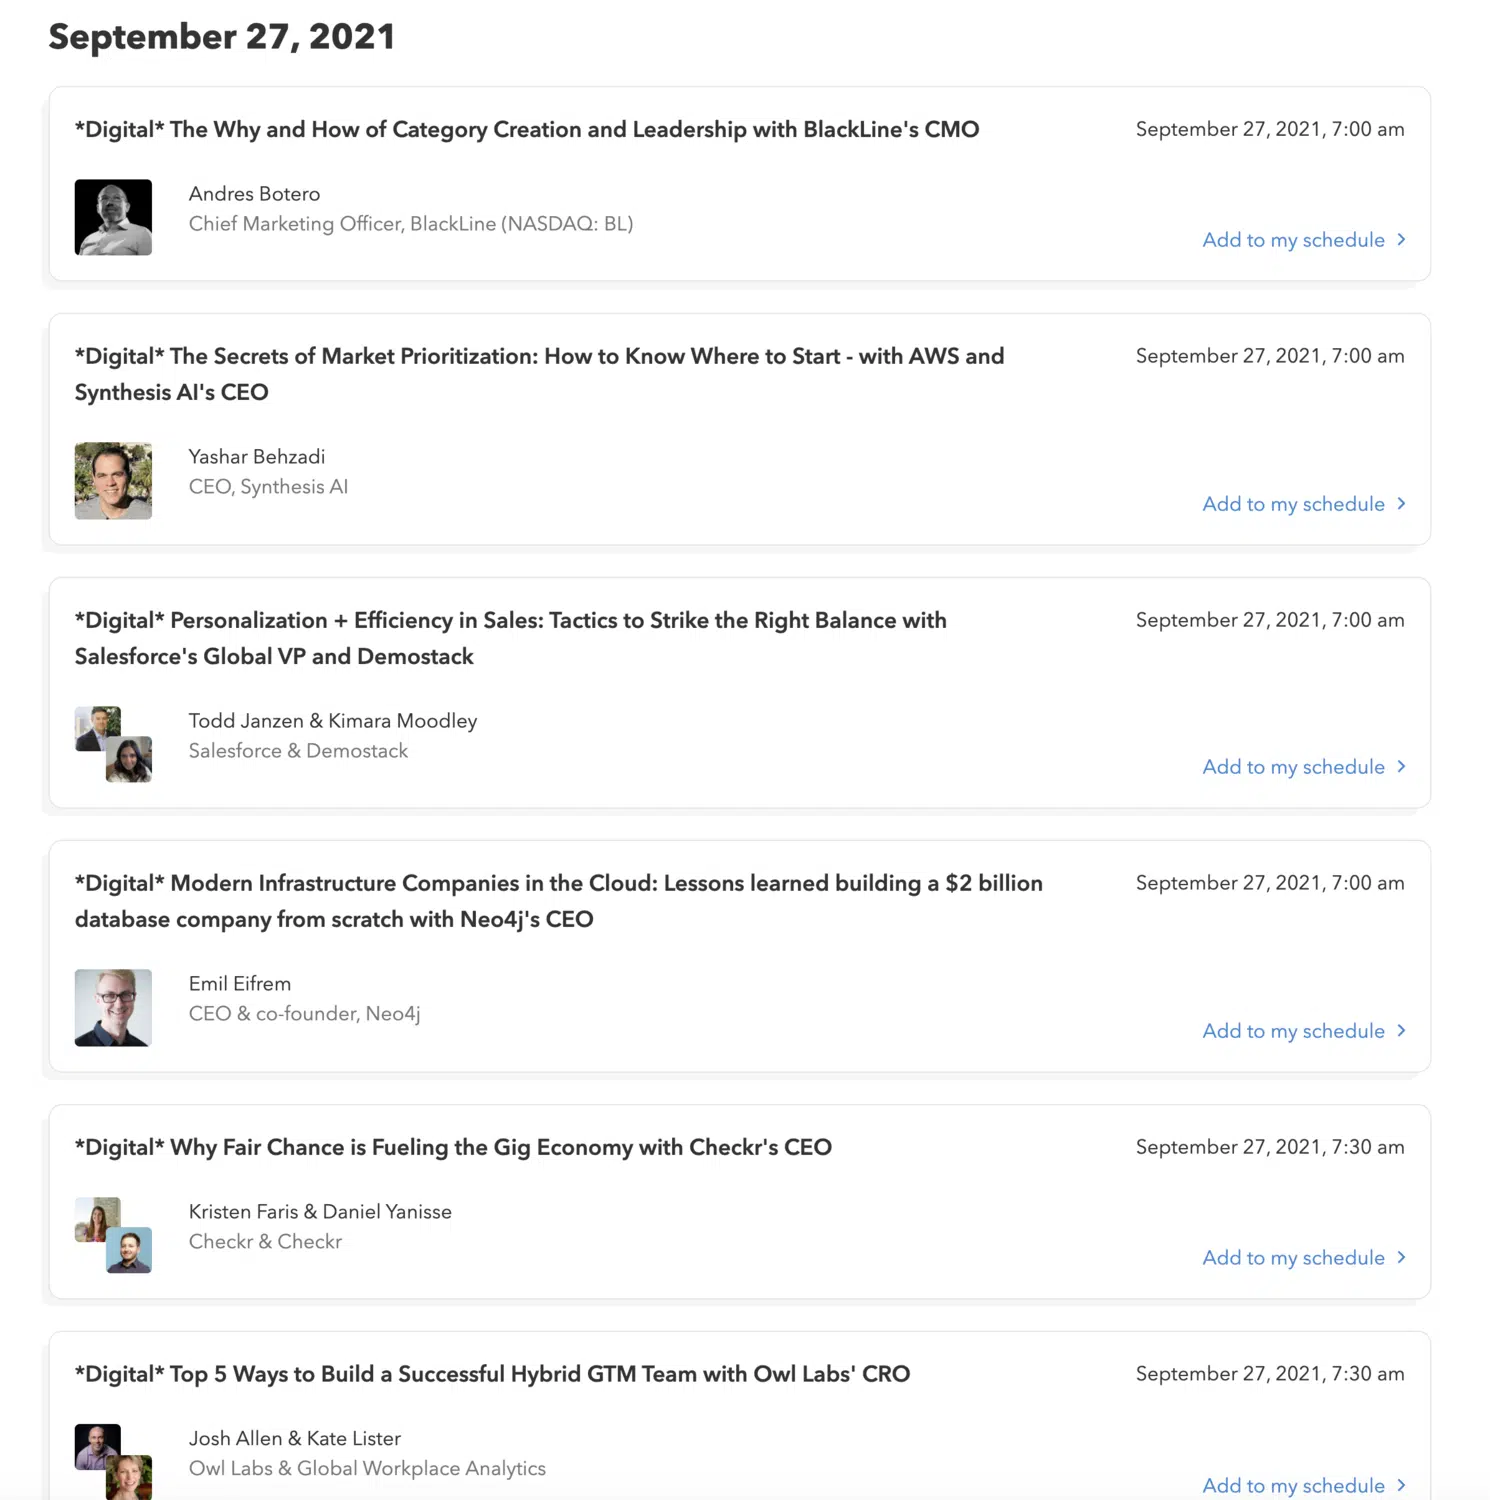 September 27, 2021
*Digital* The Why and How of Category Creation and Leadership with BlackLine's CMO
September 27, 2021, 7:00 am
Andres Botero
Chief Marketing Officer, BlackLine (NASDAQ: BL)
Add to my schedule
*Digital* The Secrets of Market Prioritization: How to Know Where to Start - with AWS and
Synthesis AI's CEO
September 27, 2021, 7:00 am
Yashar Behzadi
CEO, Synthesis AI
Add to my schedule
*Digital* Personalization + Efficiency in Sales: Tactics to Strike the Right Balance with
Salesforce's Global VP and Demostack
September 27, 2021, 7:00 am
Todd Janzen & Kimara Moodley
Salesforce & Demostack
Add to my schedule
*Digital* Modern Infrastructure Companies in the Cloud: Lessons learned building a $2 billion
database company from scratch with Neo4j's CEO
September 27, 2021, 7:00 am
Emil Eifrem
CEO & co-founder, Neo4j
Add to my schedule
*Digital* Why Fair Chance is Fueling the Gig Economy with Checkr's CEO
September 27, 2021, 7:30 am
Kristen Faris & Daniel Yanisse
Checkr & Checkr
Add to my schedule
*Digital* Top 5 Ways to Build a Successful Hybrid GTM Team with Owl Labs' CRO
September 27, 2021, 7:30 am
Josh Allen & Kate Lister
Owl Labs & Global Workplace Analytics
Add to my schedule